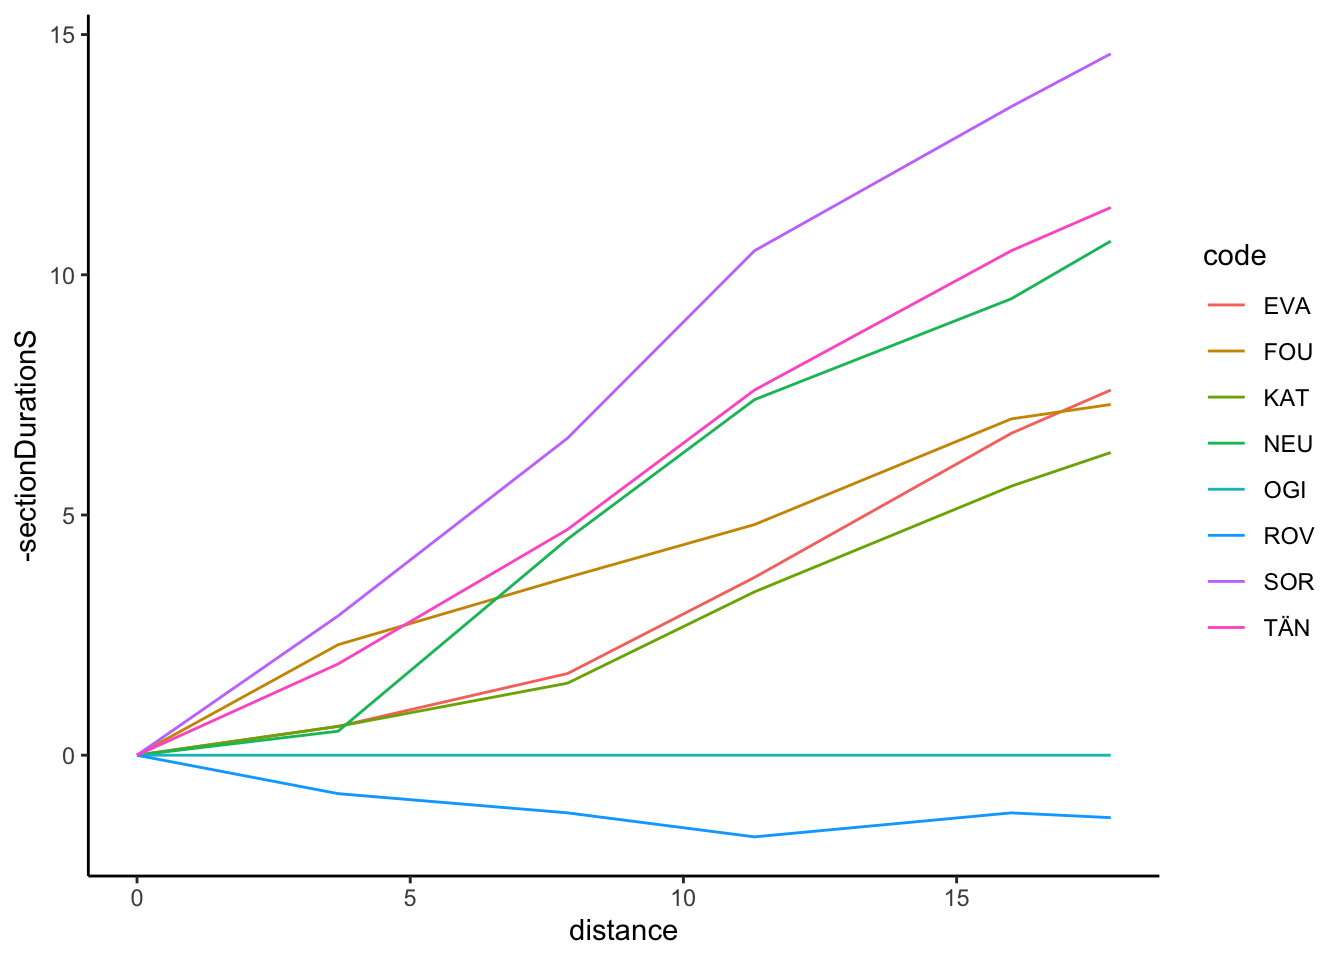 15
10
5
0
-sectionDurationS
0 5 10 15
distance
code
EVA
FOU
KAT
NEU
OGI
ROV
SOR
TÄN